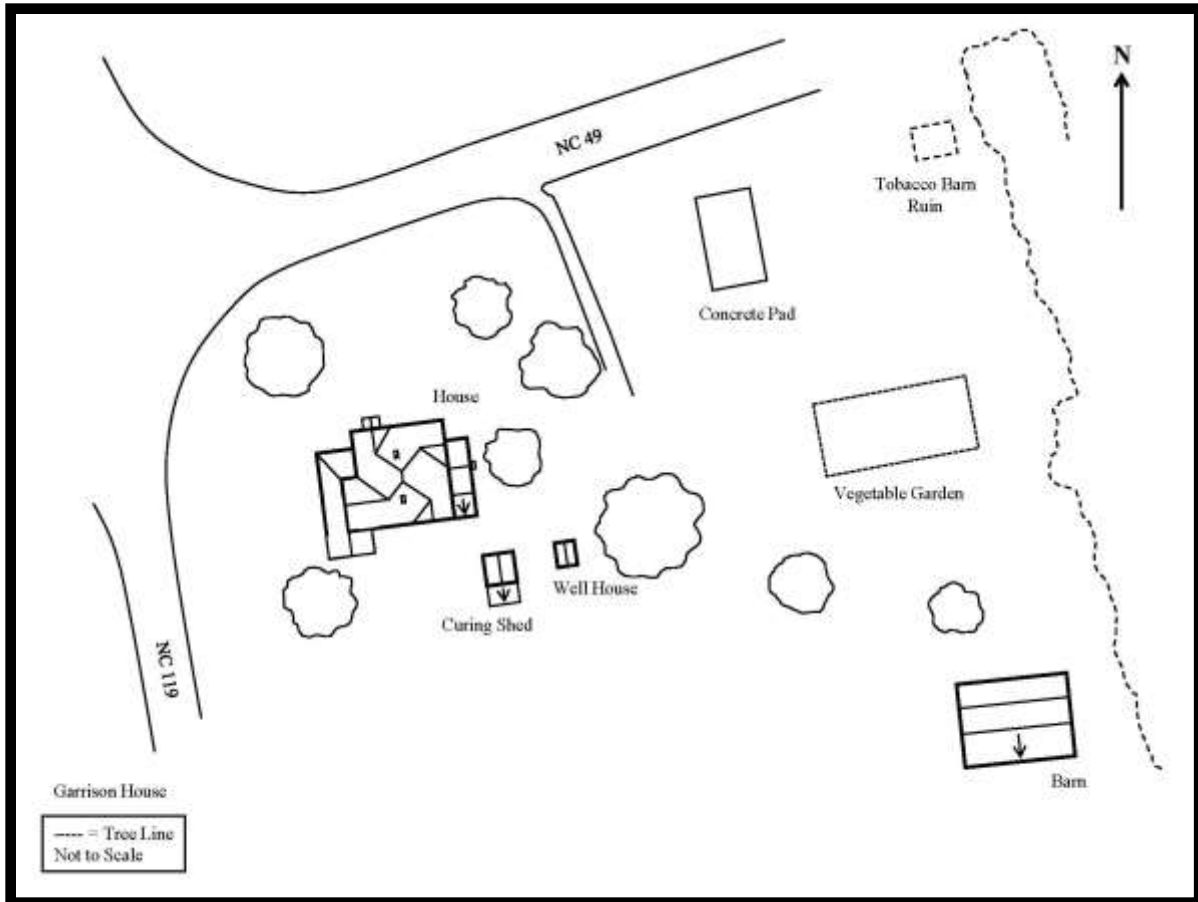 N
NC 49
Tobacco Barn
Ruin
Concrete Pad
House
Vegetable Garden
Well House
Curing Shed
NC 119
Barn
Garrison House
----- = Tree Line
Not to Scale